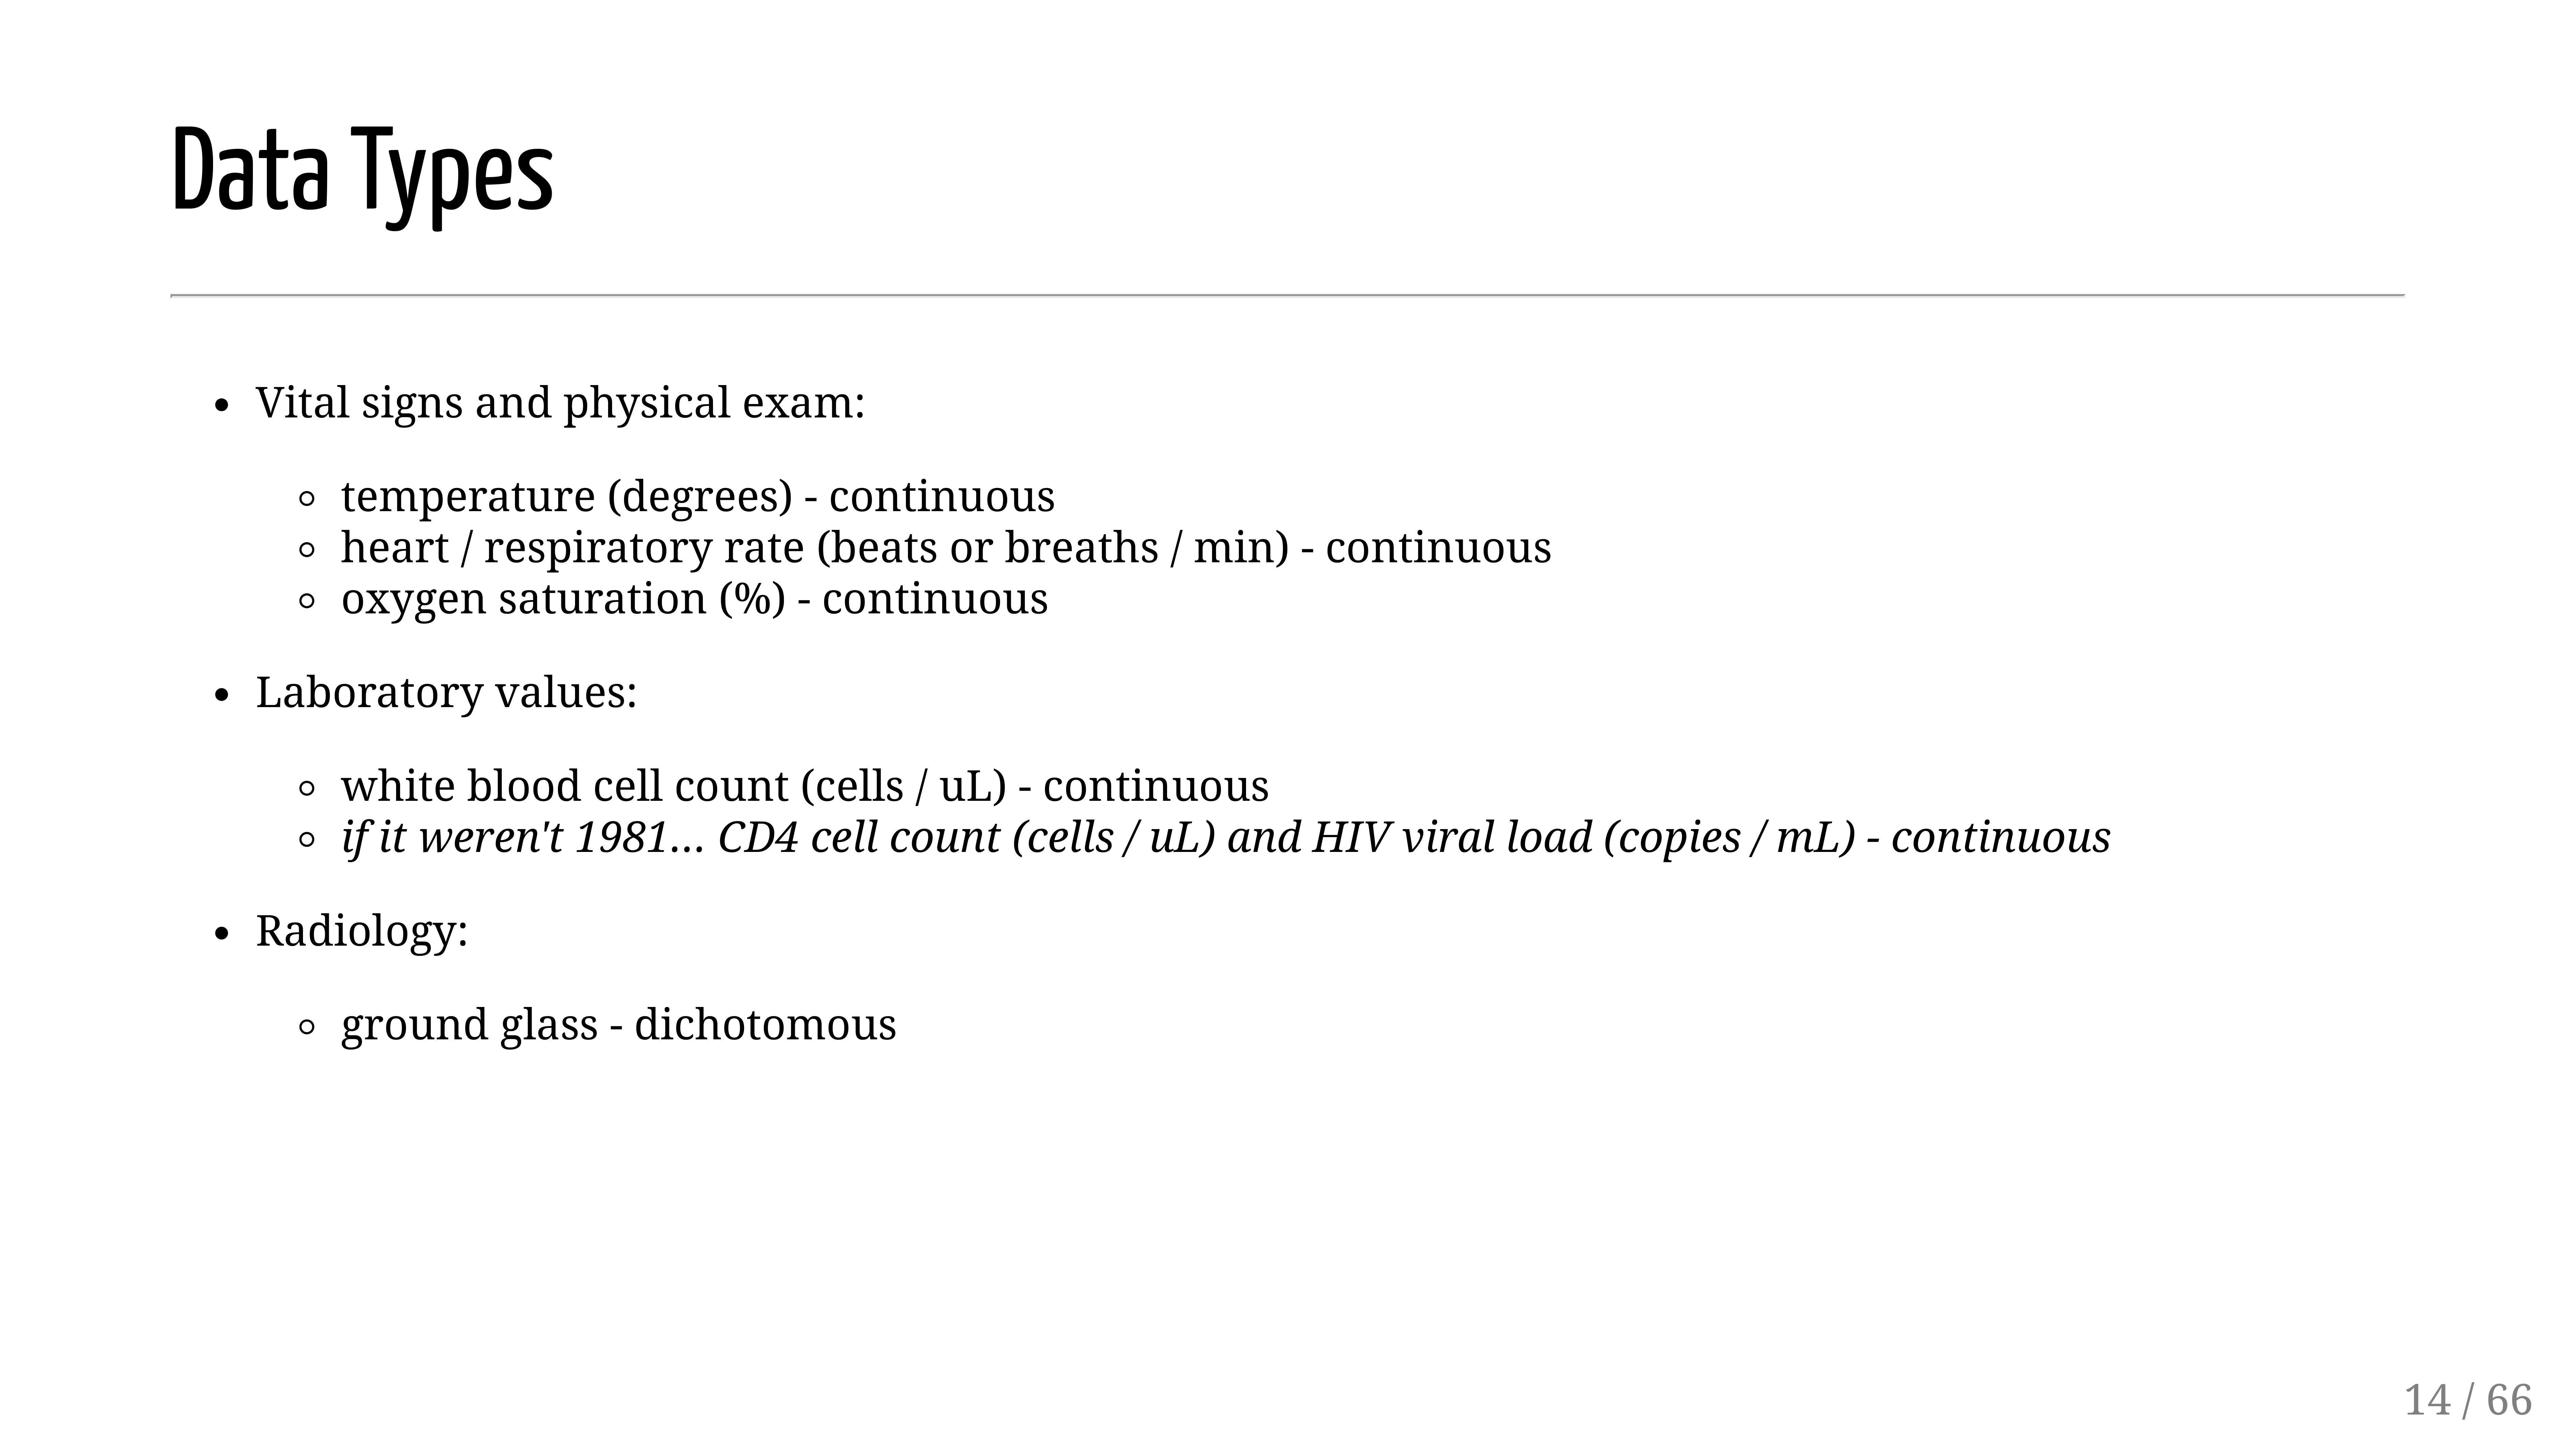 Data Types
• Vital signs and physical exam:
◦ temperature (degrees) - continuous
◦ heart / respiratory rate (beats or breaths / min) - continuous
◦ oxygen saturation (%) - continuous
• Laboratory values:
◦ white blood cell count (cells / uL) - continuous
◦ if it weren't 1981... CD4 cell count (cells / uL) and HIV viral load (copies / mL) - continuous
• Radiology:
◦ ground glass - dichotomous
14 / 66